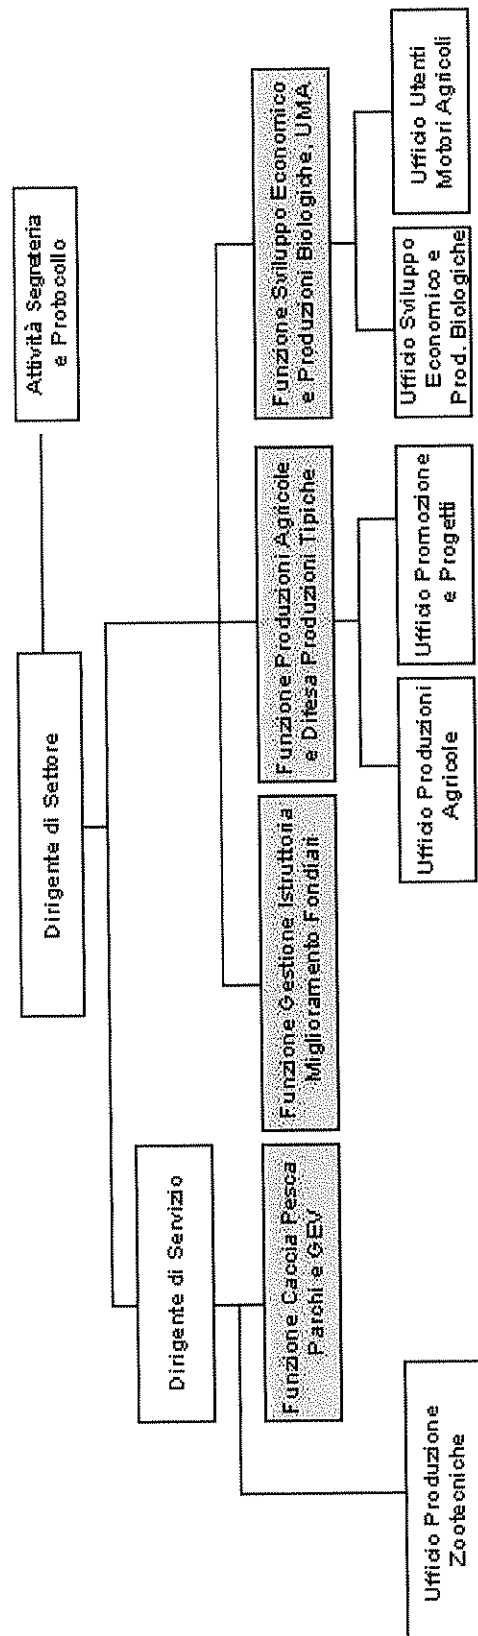 Dirigente di Settore
Attività Segreteria
e Protocollo
Dirigente di Servizio
Funzione Caccia Pesca
Parchi e GEV
Funzione Gestione Istruttoria
Miglioramento Fondiari
Funzione Produzioni Agricole
e Difesa Produzioni Tipiche
Funzione Sviluppo Economico
e Produzioni Biologiche, UMA
Ufficio Produzione
Zootecniche
Ufficio Produzioni
Agricole
Ufficio Promozione
e Progetti
Ufficio Sviluppo
Economico e
Prod. Biologiche
Ufficio Utenti
Motori Agricoli